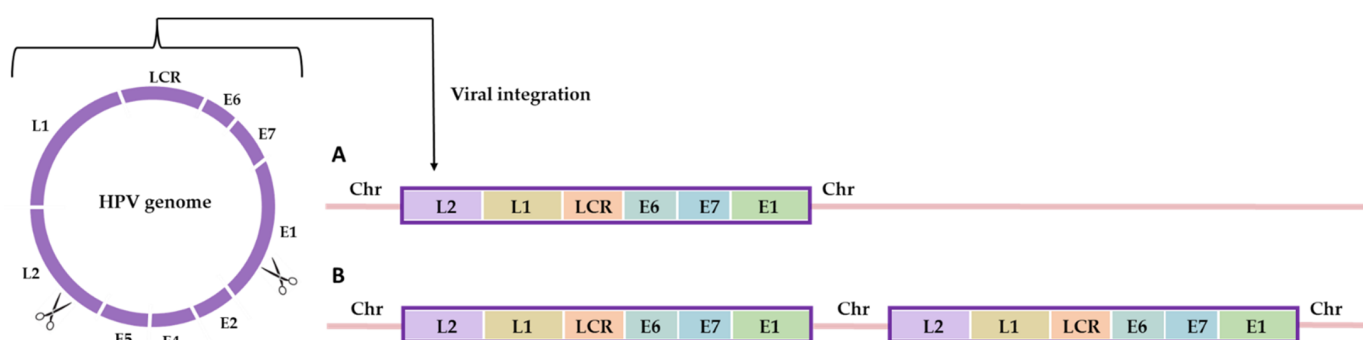 LCR
E6
L1
E7
Viral integration
A
HPV genome
Chr
Chr
L2 L1 LCR E6 E7 E1
E1
L2
B
Chr
Chr
Chr
L2 L1 LCR E6 E7 E1
L2 L1 LCR E6 E7 E1
E2
E5